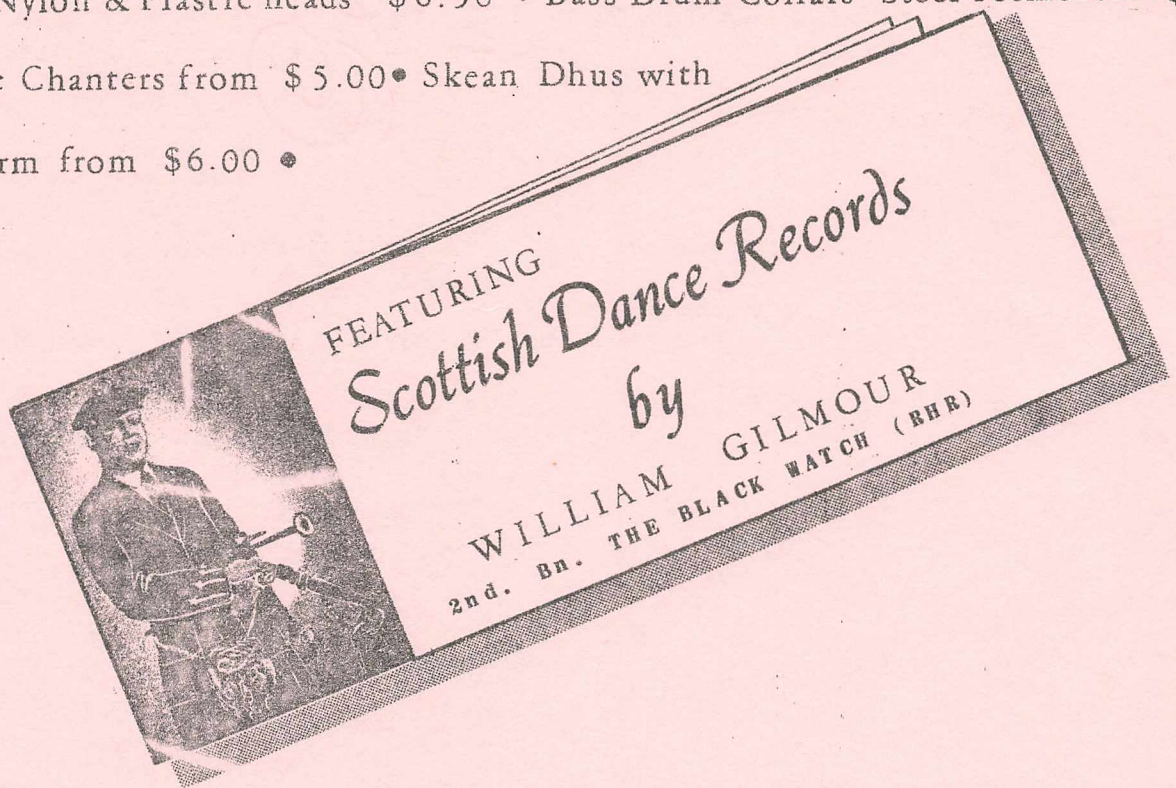 Nylon & Plastic heads $6.50 • Bass Drum Collars Steel
Chanters from $5.00• Skean Dhus with
from $6.00 •
FEATURING
Scottish Dance Records
by
WILLIAM GILMOUR
2nd. Bn. THE BLACK WATCH (RHR)